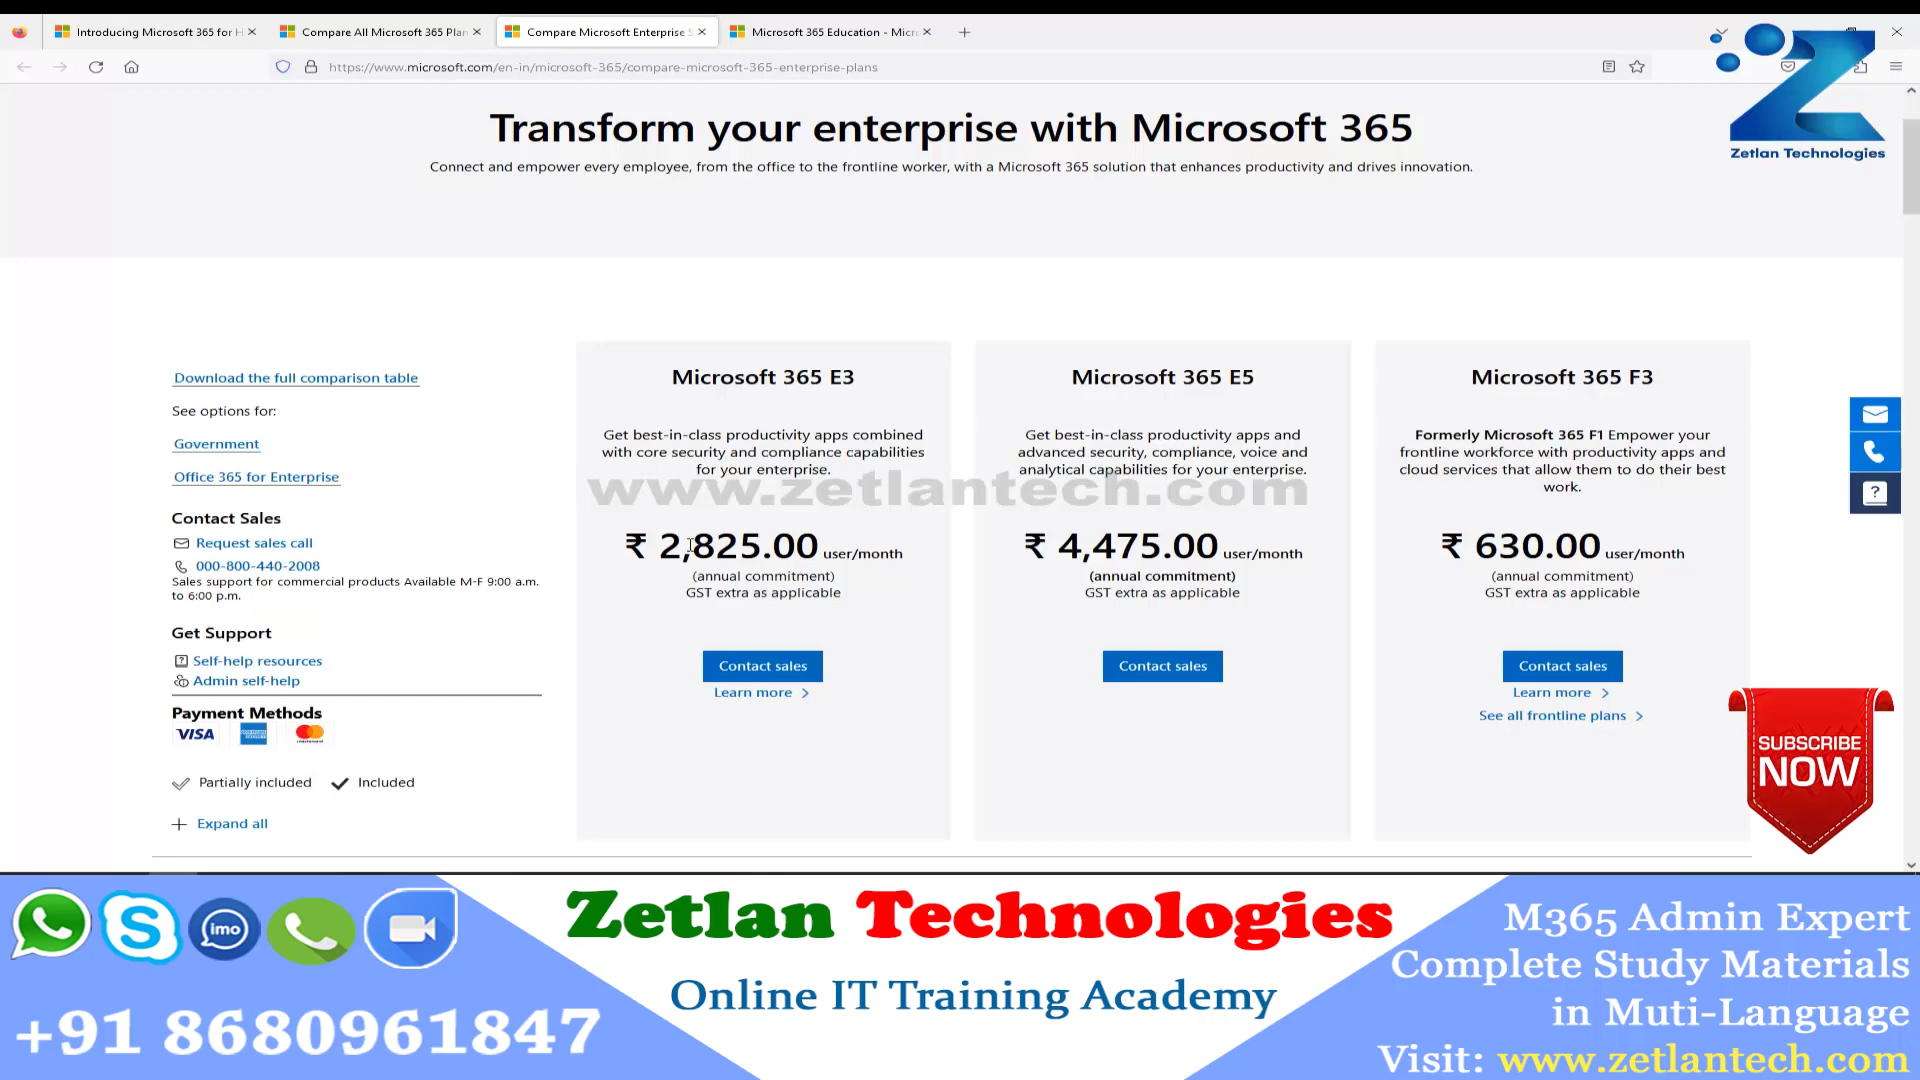 Introducing Microsoft 365 for H
Compare All Microsoft 365 Plan
Compare Microsoft Enterprise S
Microsoft 365 Education - Micr
https://www.microsoft.com/en-in/microsoft-365/compare-microsoft-365-enterprise-plans
Zetlan Technologies
Transform your enterprise with Microsoft 365
Connect and empower every employee, from the office to the frontline worker, with a Microsoft 365 solution that enhances productivity and drives innovation.
Download the full comparison table
See options for:
Government
Office 365 for Enterprise
Contact Sales
Request sales call
000-800-440-2008
Sales support for commercial products Available M-F 9:00 a.m.
to 6:00 p.m.
Get Support
Self-help resources
Admin self-help
Payment Methods
VISA
Partially included
Included
Expand all
Microsoft 365 E3
Get best-in-class productivity apps combined
with core security and compliance capabilities
for your enterprise.
₹ 2,825.00 user/month
(annual commitment)
GST extra as applicable
Contact sales
Learn more
Microsoft 365 E5
Get best-in-class productivity apps and
advanced security, compliance, voice and
analytical capabilities for your enterprise.
₹ 4,475.00 user/month
(annual commitment)
GST extra as applicable
Contact sales
Microsoft 365 F3
Formerly Microsoft 365 F1 Empower your
frontline workforce with productivity apps and
cloud services that allow them to do their best
work.
₹ 630.00 user/month
(annual commitment)
GST extra as applicable
Contact sales
Learn more
See all frontline plans
www.zetlantech.com
SUBSCRIBE
NOW
imo
+91 8680961847
Zetlan Technologies
Online IT Training Academy
M365 Admin Expert
Complete Study Materials
in Muti-Language
Visit: www.zetlantech.com